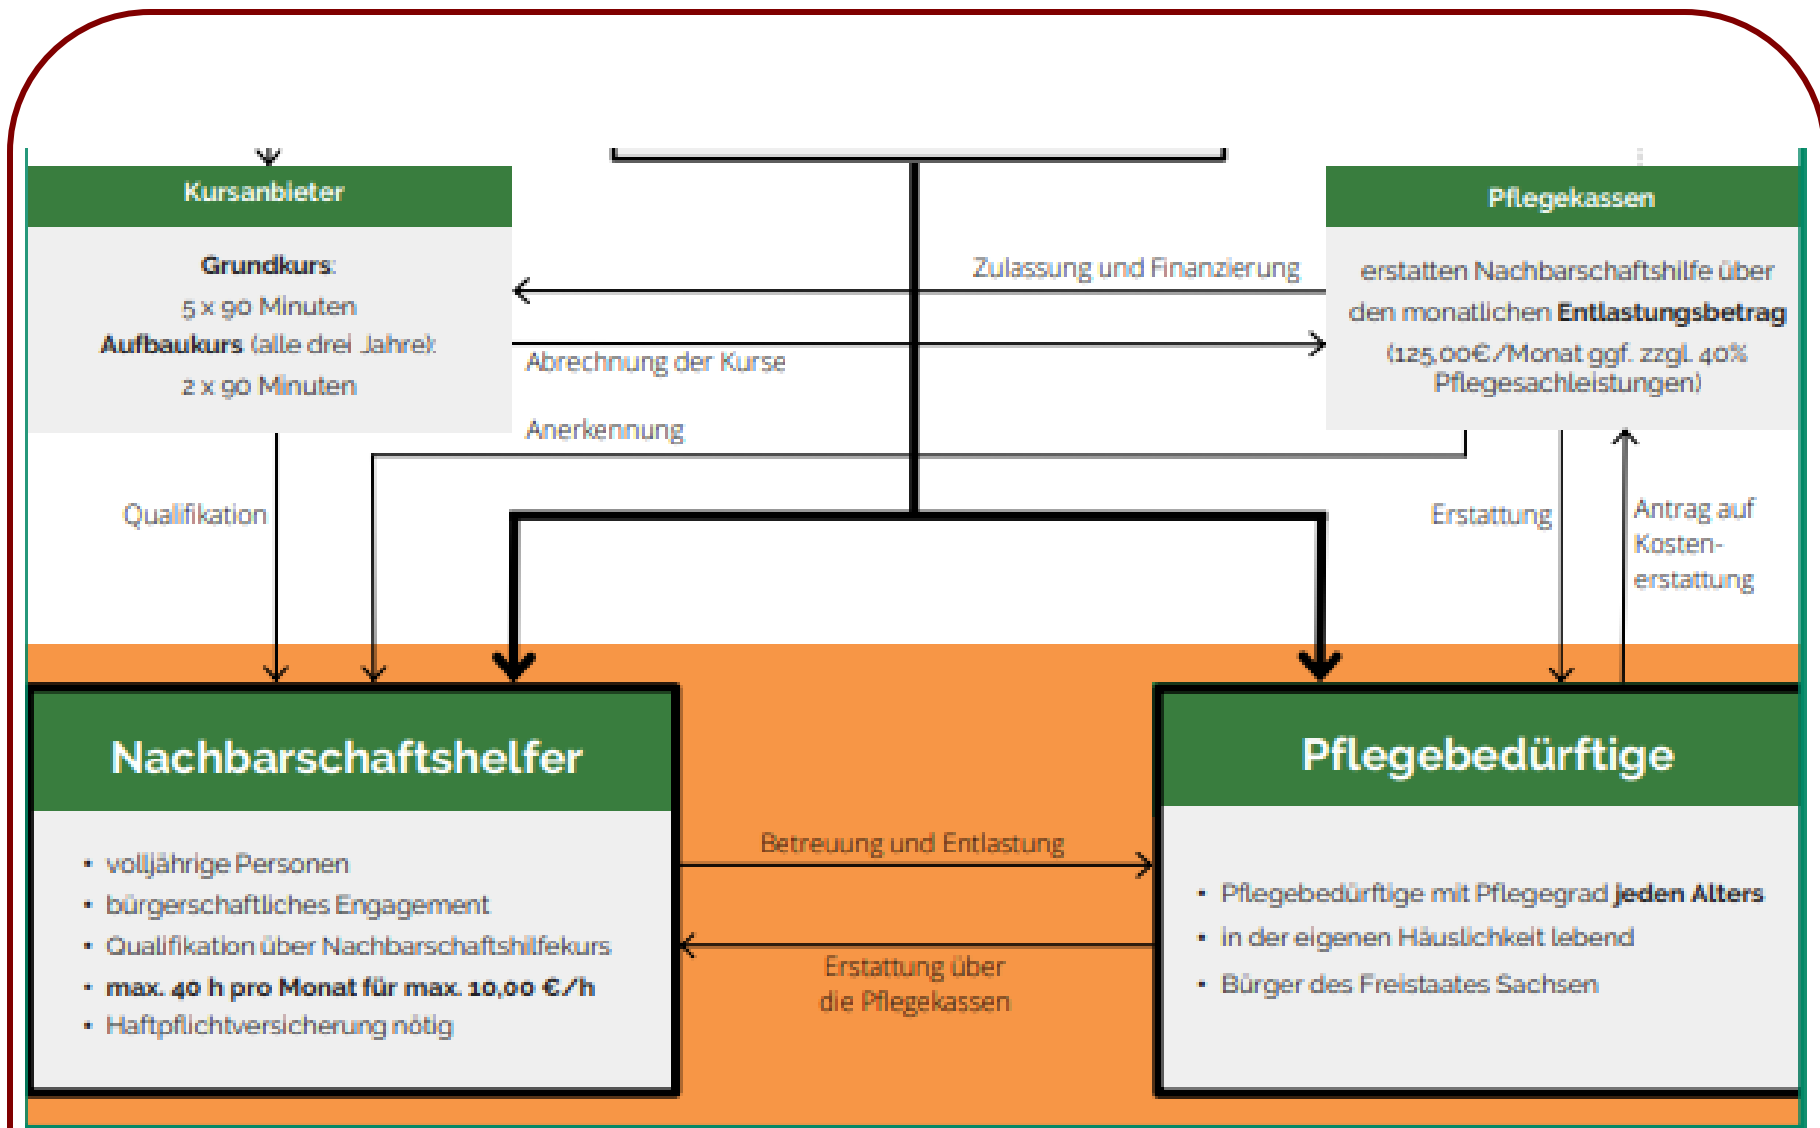 Kursanbieter
Grundkurs:
5 x 90 Minuten
Aufbaukurs (alle drei Jahre):
2 x 90 Minuten
Zulassung und Finanzierung
Abrechnung der Kurse
Anerkennung
Pflegekassen
erstatten Nachbarschaftshilfe über
den monatlichen Entlastungsbetrag
(125,00€/Monat ggf. zzgl. 40%
Pflegesachleistungen)
Qualifikation
Erstattung
Antrag auf
Kosten-
erstattung
Nachbarschaftshelfer
• volljährige Personen
• bürgerschaftliches Engagement
• Qualifikation über Nachbarschaftshilfekurs
• max. 40 h pro Monat für max. 10,00 €/h
• Haftpflichtversicherung nötig
Betreuung und Entlastung
Erstattung über
die Pflegekassen
Pflegebedürftige
• Pflegebedürftige mit Pflegegrad jeden Alters
• in der eigenen Häuslichkeit lebend
• Bürger des Freistaates Sachsen